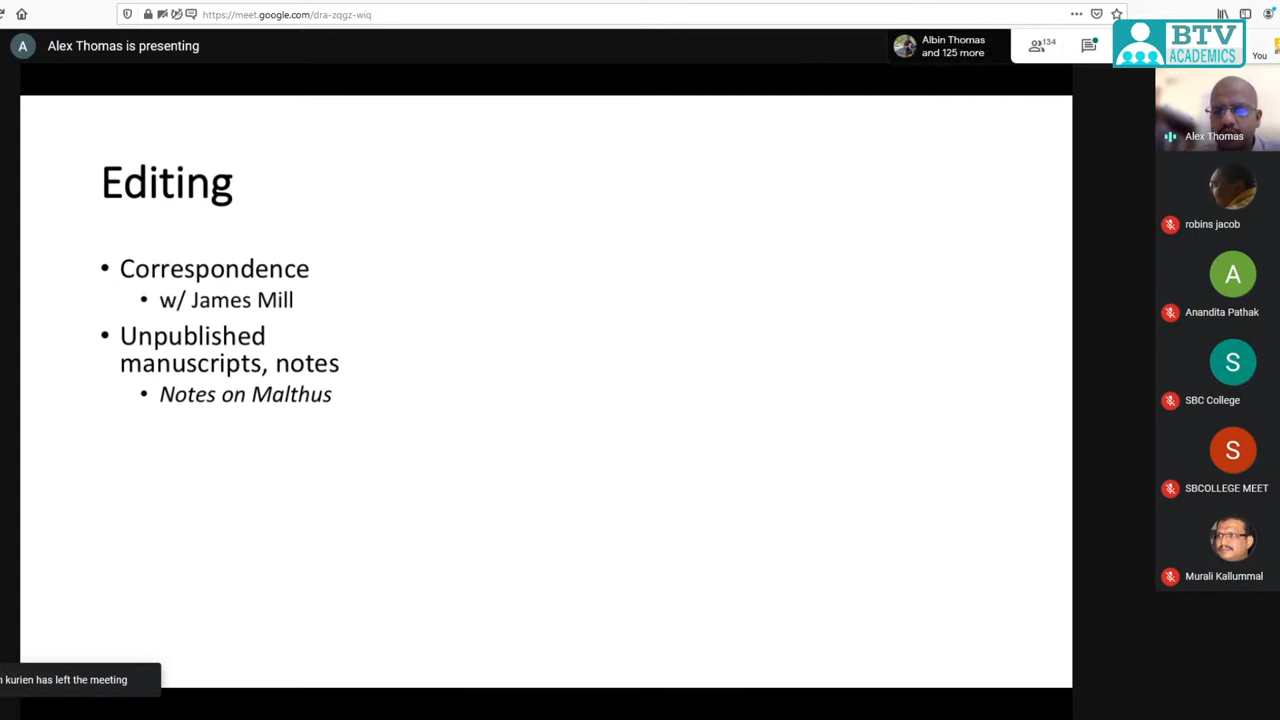 https://meet.google.com/dra-zqgz-wiq
A
Alex Thomas is presenting
Albin Thomas
and 125 more
134
BTV
ACADEMICS
You
Alex Thomas
robins jacob
A
Anandita Pathak
S
SBC College
S
SBCOLLEGE MEET
Murali Kallummal
Editing
• Correspondence
• w/ James Mill
• Unpublished
manuscripts, notes
• Notes on Malthus
kurien has left the meeting